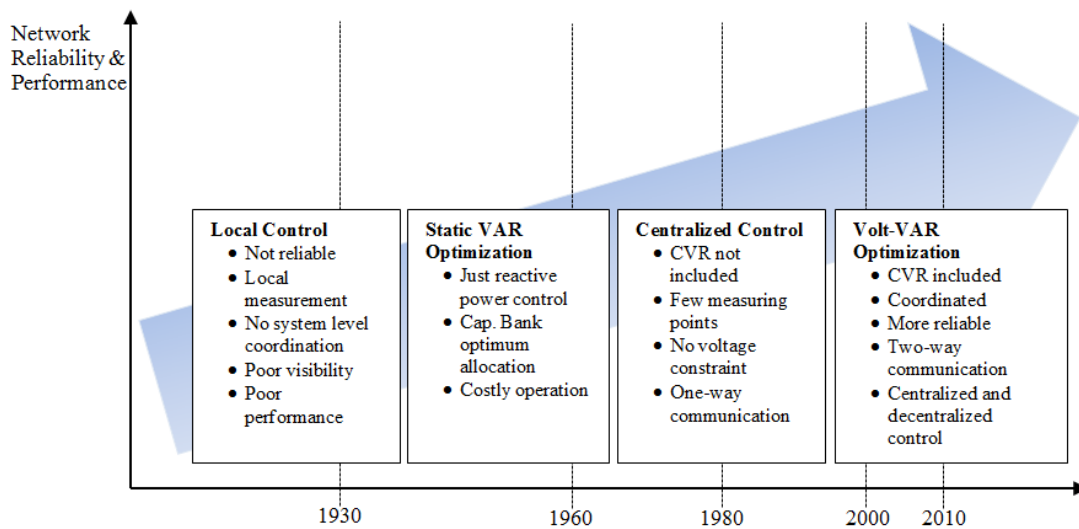 Network
Reliability &
Performance
Local Control
• Not reliable
• Local
measurement
• No system level
coordination
• Poor visibility
• Poor
performance
Static VAR
Optimization
• Just reactive
power control
• Cap. Bank
optimum
allocation
• Costly operation
Centralized Control
• CVR not
included
• Few measuring
points
• No voltage
constraint
• One-way
communication
Volt-VAR
Optimization
• CVR included
• Coordinated
• More reliable
• Two-way
communication
• Centralized and
decentralized
control
1930
1960
1980
2000
2010